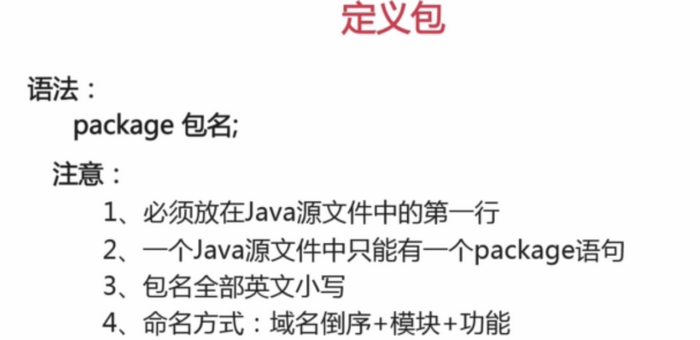 定义包
语法：
package 包名;
注意：
1、必须放在Java源文件中的第一行
2、一个Java源文件中只能有一个package语句
3、包名全部英文小写
4、命名方式：域名倒序+模块+功能